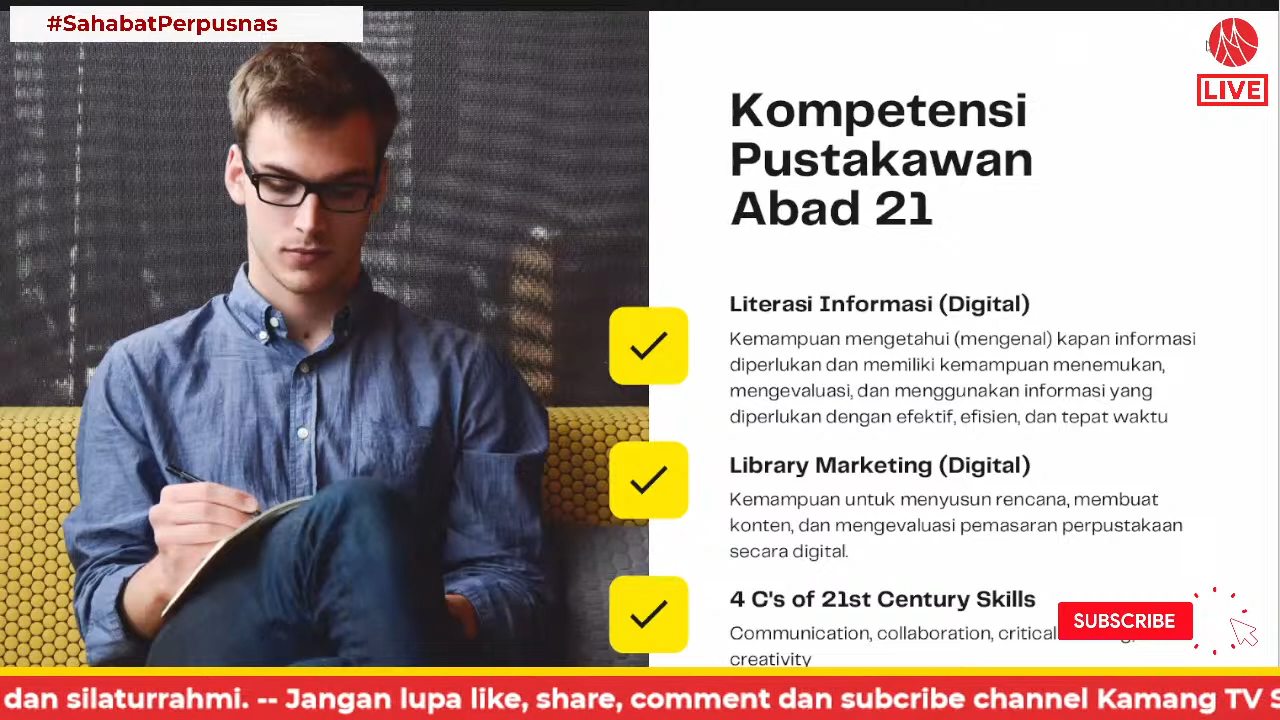 #SahabatPerpusnas
LIVE
Kompetensi
Pustakawan
Abad 21
Literasi Informasi (Digital)
Kemampuan mengetahui (mengenal) kapan informasi
diperlukan dan memiliki kemampuan menemukan,
mengevaluasi, dan menggunakan informasi yang
diperlukan dengan efektif, efisien, dan tepat waktu
Library Marketing (Digital)
Kemampuan untuk menyusun rencana, membuat
konten, dan mengevaluasi pemasaran perpustakaan
secara digital.
4 C's of 21st Century Skills
Communication, collaboration, critical
creativity
SUBSCRIBE
dan silaturrahmi. -- Jangan lupa like, share, comment dan subcribe channel Kamang TV S